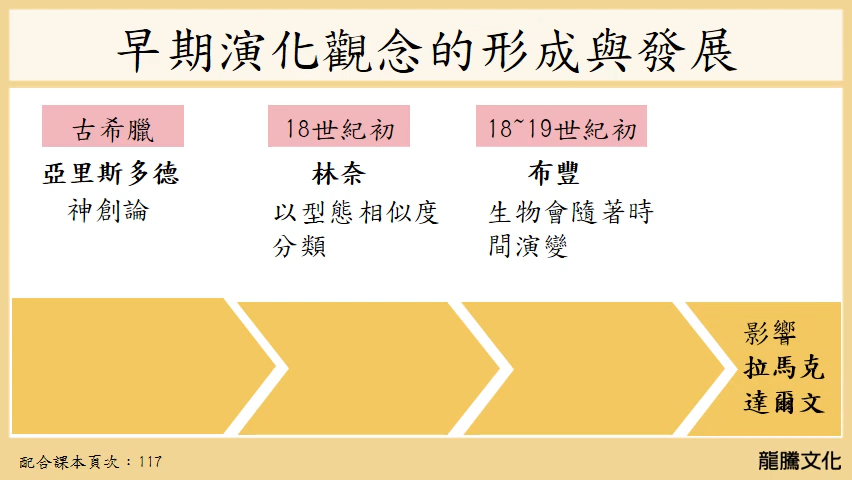 早期演化觀念的形成與發展
古希臘
亞里斯多德
神創論
18世紀初
林奈
以型態相似度
分類
18~19世紀初
布豐
生物會隨著時
間演變
影響
拉馬克
達爾文
配合課本頁次：117
龍騰文化